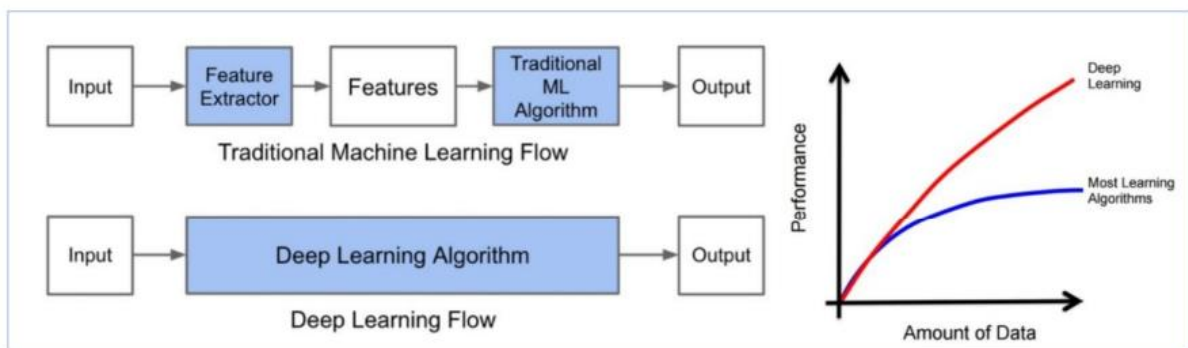 Input
Feature
Extractor
Features
Traditional
ML
Algorithm
Output
Traditional Machine Learning Flow
Input
Deep Learning Algorithm
Output
Deep Learning Flow
Performance
Deep
Learning
Most Learning
Algorithms
Amount of Data